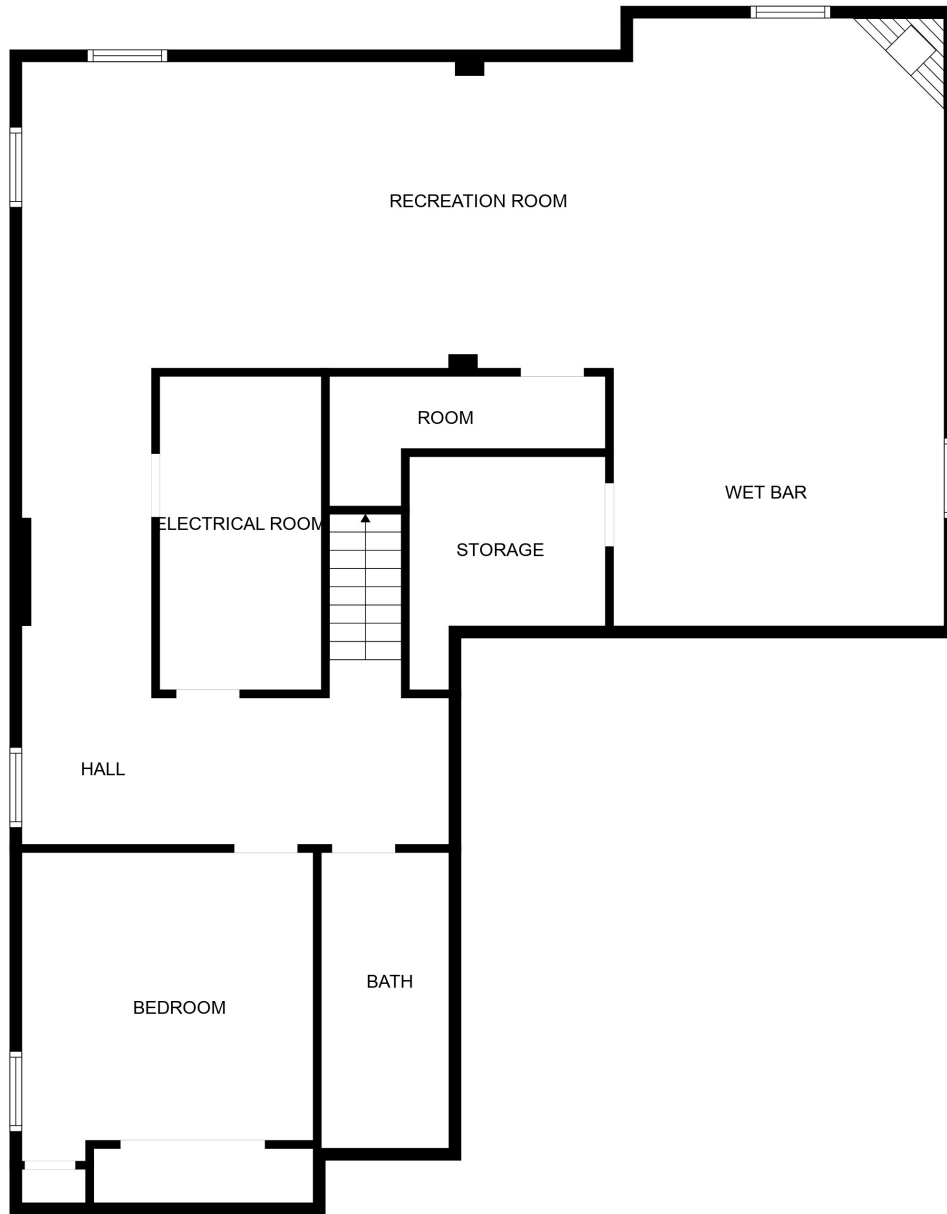 RECREATION ROOM
ROOM
WET BAR
ELECTRICAL ROOM
STORAGE
HALL
BATH
BEDROOM